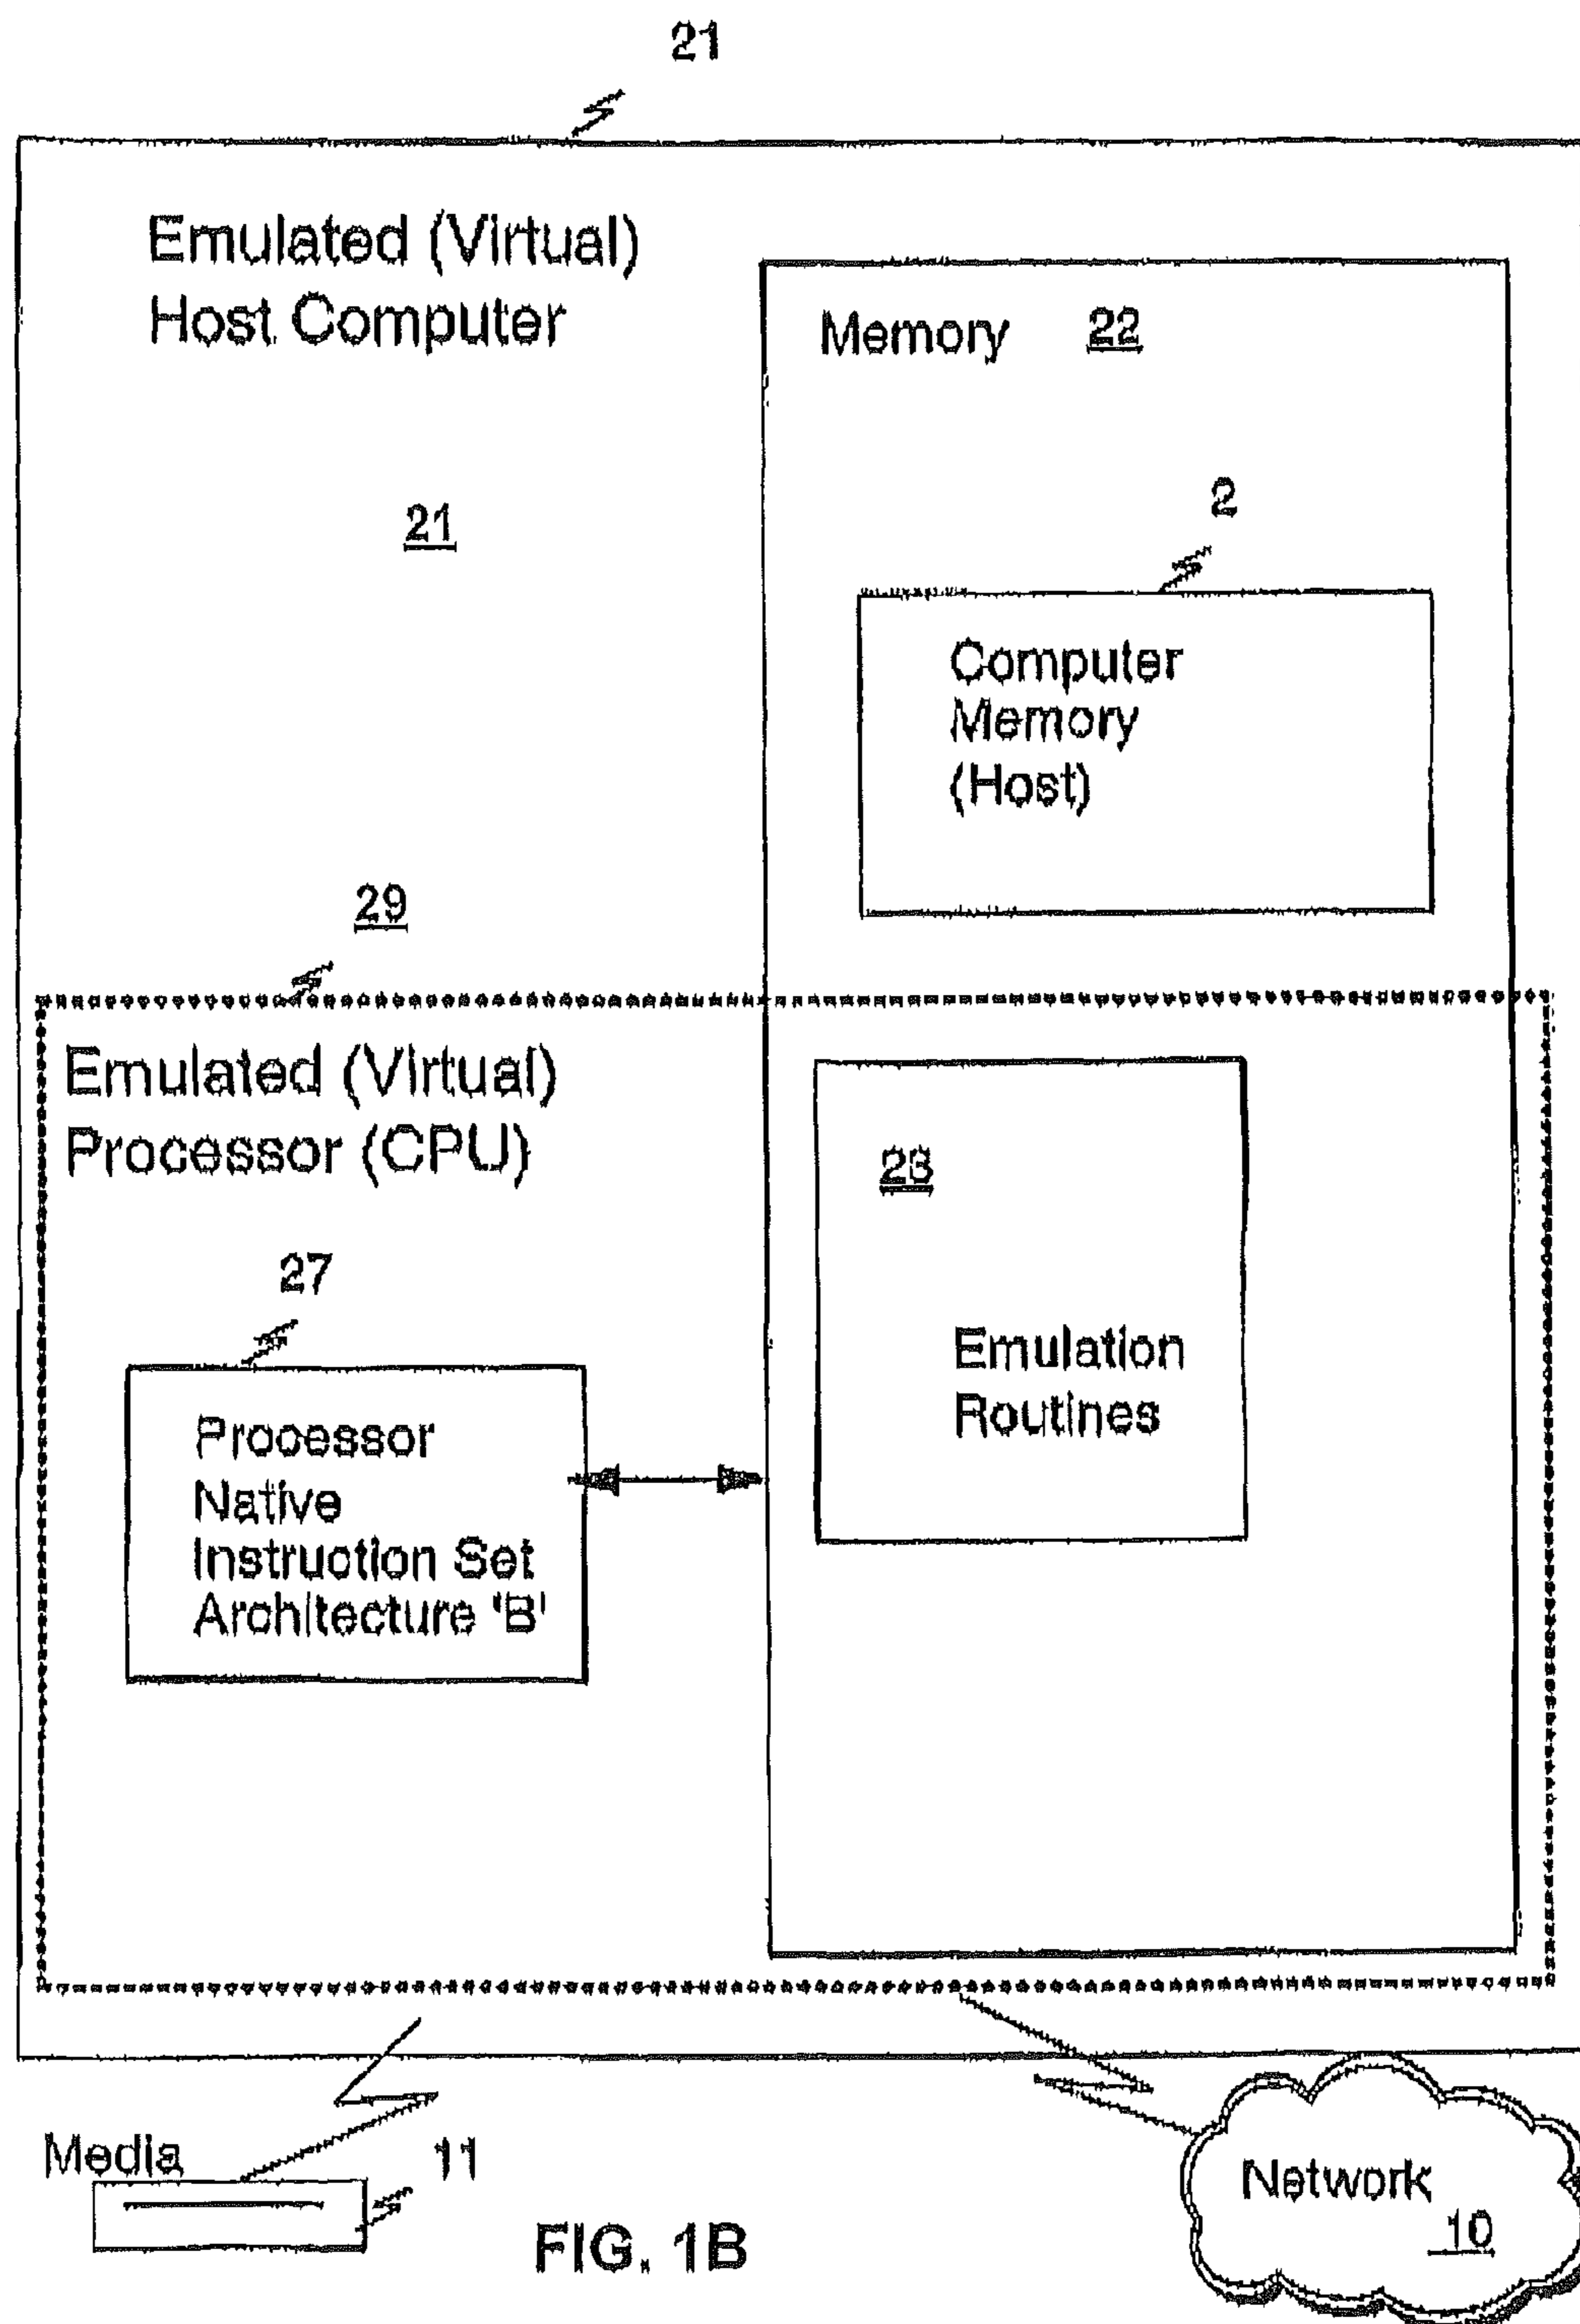 21
Emulated (Virtual)
Host Computer
Memory 22
21
2
Computer
Memory
(Host)
29
Emulated (Virtual)
Processor (CPU)
23
27
Emulation
Routines
Processor
Native
Instruction Set
Architecture 'B'
Media
11
Network
10
FIG. 1B